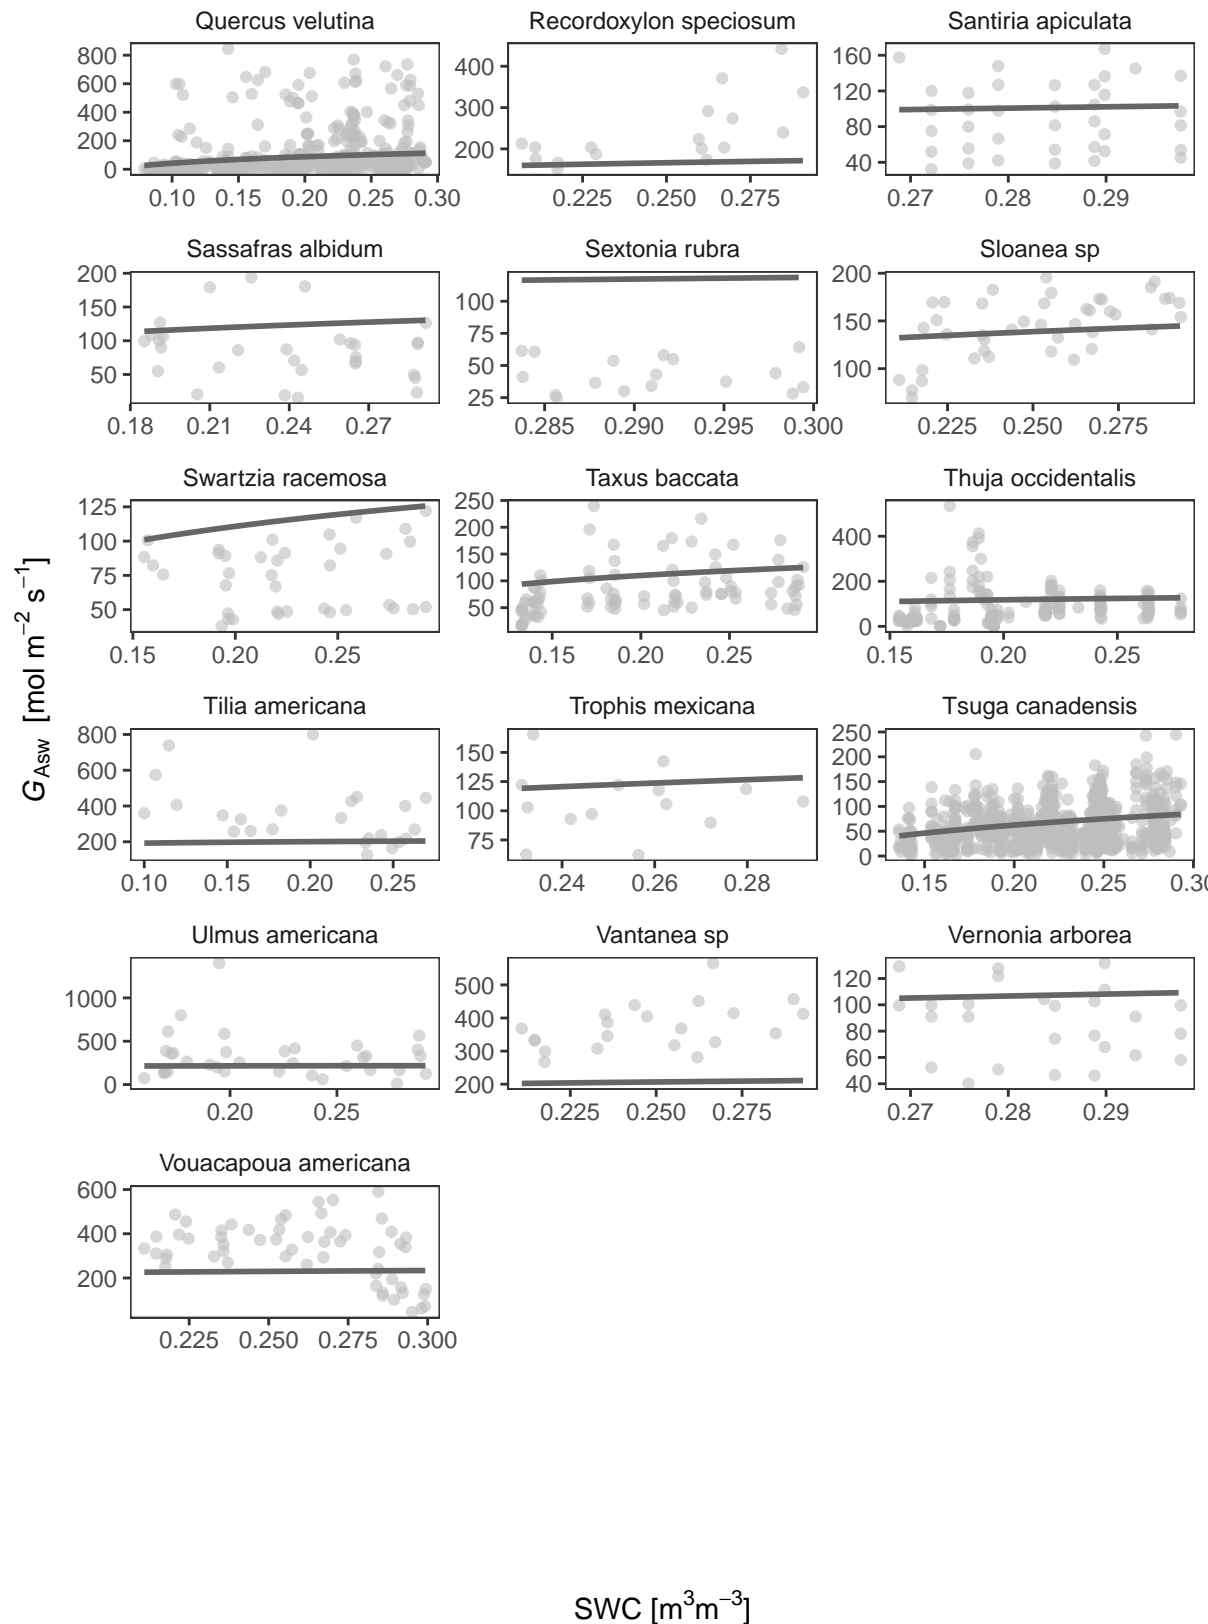 Quercus velutina
Recordoxylon speciosum
Santiria apiculata
800
600
400
200
0
0.10 0.15 0.20 0.25 0.30
400
300
200
0.225 0.250 0.275
160
120
80
40
0.27 0.28 0.29
Sassafras albidum
Sextonia rubra
Sloanea sp
200
150
100
50
0.18 0.21 0.24 0.27
100
75
50
25
0.285 0.290 0.295 0.300
200
150
100
0.225 0.250 0.275
Swartzia racemosa
Taxus baccata
Thuja occidentalis
125
100
75
50
0.15 0.20 0.25
250
200
150
100
50
0.15 0.20 0.25
400
200
0
0.15 0.20 0.25
Tilia americana
Trophis mexicana
Tsuga canadensis
800
600
400
200
0.10 0.15 0.20 0.25
150
125
100
75
0.24 0.26 0.28
250
200
150
100
50
0
0.15 0.20 0.25 0.30
Ulmus americana
Vantanea sp
Vernonia arborea
1000
500
0
0.20 0.25
500
400
300
200
0.225 0.250 0.275
120
100
80
60
40
0.27 0.28 0.29
Vouacapoua americana
600
400
200
0.225 0.250 0.275 0.300
G_Asw [mol m⁻² s⁻¹]
SWC [m³m⁻³]